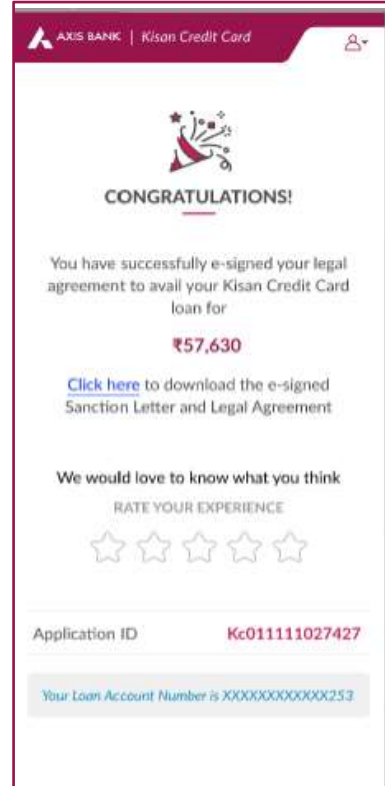 AXIS BANK | Kisan Credit Card
CONGRATULATIONS!
You have successfully e-signed your legal
agreement to avail your Kisan Credit Card
loan for
₹57,630
Click here to download the e-signed
Sanction Letter and Legal Agreement
We would love to know what you think
RATE YOUR EXPERIENCE
Application ID Kc011111027427
Your Loan Account Number is XXXXXXXXXXXXX253